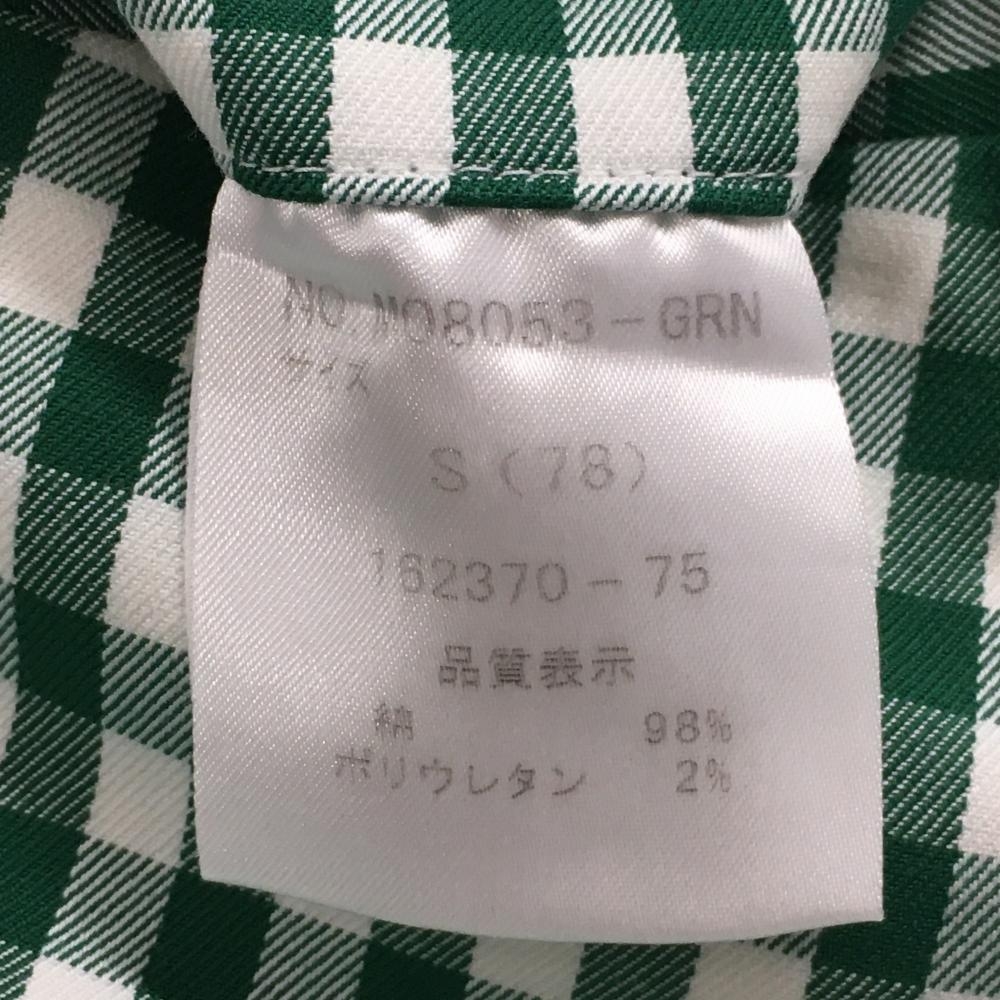 NO.M08053-GRN
サイズ
S(78)
162370-75
品質表示
綿 98%
ポリウレタン 2%